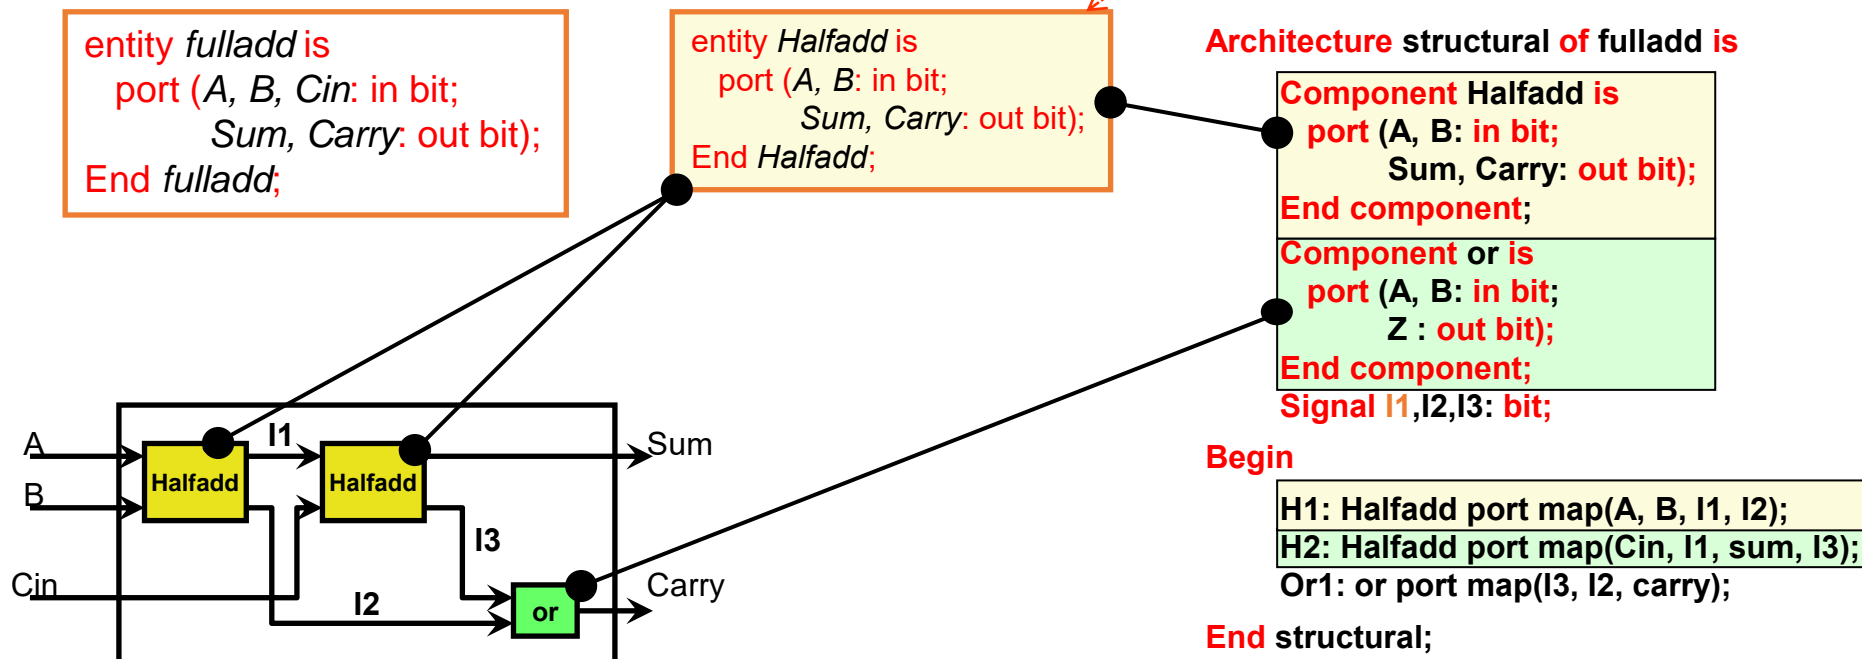 entity fulladd is
port (A, B, Cin: in bit;
Sum, Carry: out bit);
End fulladd;
entity Halfadd is
port (A, B: in bit;
Sum, Carry: out bit);
End Halfadd;
Architecture structural of fulladd is
Component Halfadd is
port (A, B: in bit;
Sum, Carry: out bit);
End component;
Component or is
port (A, B: in bit;
Z : out bit);
End component;
Signal I1,I2,I3: bit;
Begin
H1: Halfadd port map(A, B, I1, I2);
H2: Halfadd port map(Cin, I1, sum, I3);
Or1: or port map(I3, I2, carry);
End structural;
A
I1
Sum
Halfadd
Halfadd
B
I3
Cin
I2
or
Carry